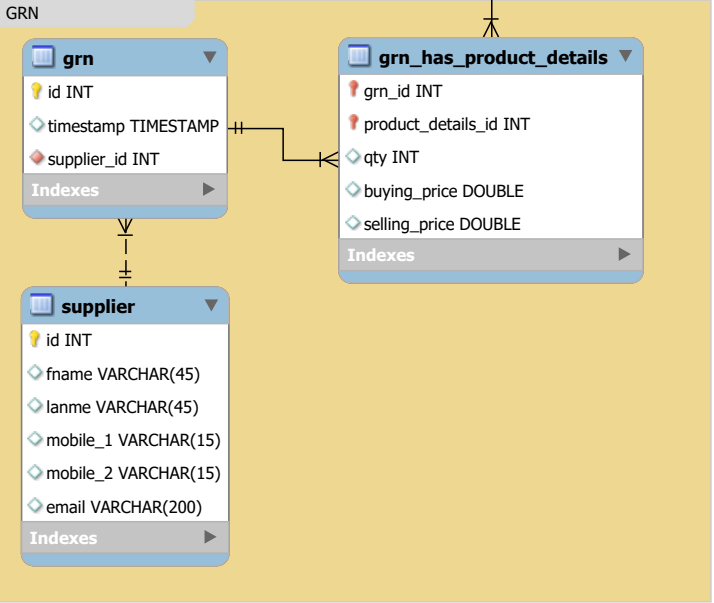 GRN
grn
id INT
timestamp TIMESTAMP
supplier_id INT
Indexes
grn_has_product_details
grn_id INT
product_details_id INT
qty INT
buying_price DOUBLE
selling_price DOUBLE
Indexes
supplier
id INT
fname VARCHAR(45)
lanme VARCHAR(45)
mobile_1 VARCHAR(15)
mobile_2 VARCHAR(15)
email VARCHAR(200)
Indexes